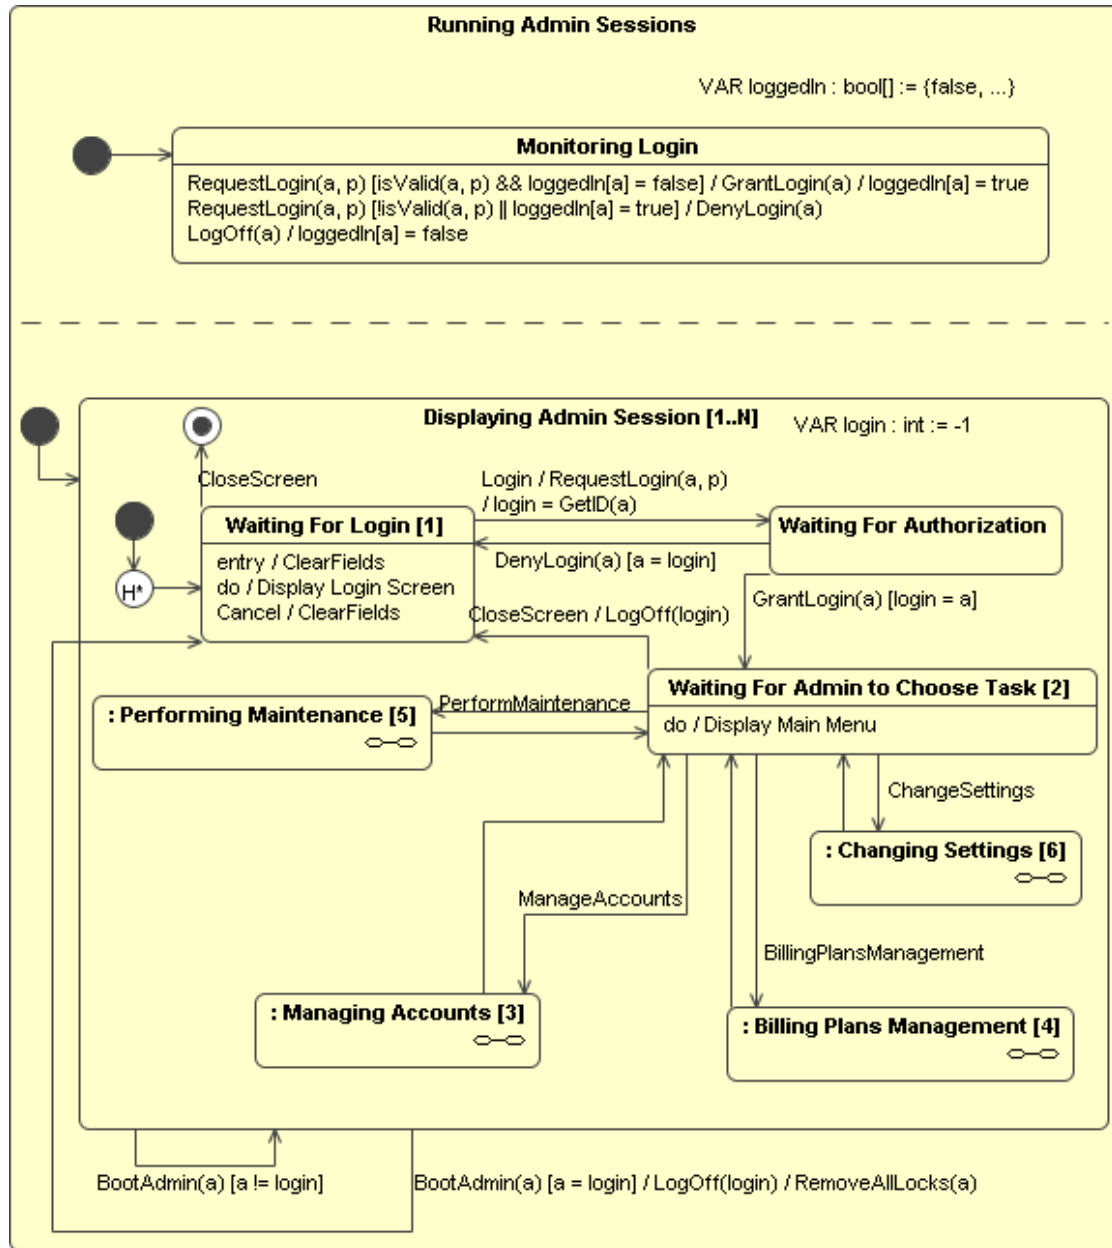 Running Admin Sessions
VAR loggedIn : bool[] := {false, ...}
Monitoring Login
RequestLogin(a, p) [isValid(a, p) && loggedIn[a] = false] / GrantLogin(a) / loggedIn[a] = true
RequestLogin(a, p) [!isValid(a, p) || loggedIn[a] = true] / DenyLogin(a)
LogOff(a) / loggedIn[a] = false
Displaying Admin Session [1..N]
VAR login : int := -1
CloseScreen
Login / RequestLogin(a, p)
/ login = GetID(a)
Waiting For Login [1]
entry / ClearFields
do / Display Login Screen
Cancel / ClearFields
Waiting For Authorization
DenyLogin(a) [a = login]
H*
GrantLogin(a) [login = a]
CloseScreen / LogOff(login)
Waiting For Admin to Choose Task [2]
do / Display Main Menu
PerformMaintenance
: Performing Maintenance [5]
ChangeSettings
: Changing Settings [6]
ManageAccounts
BillingPlansManagement
: Managing Accounts [3]
: Billing Plans Management [4]
BootAdmin(a) [a != login]
BootAdmin(a) [a = login] / LogOff(login) / RemoveAllLocks(a)